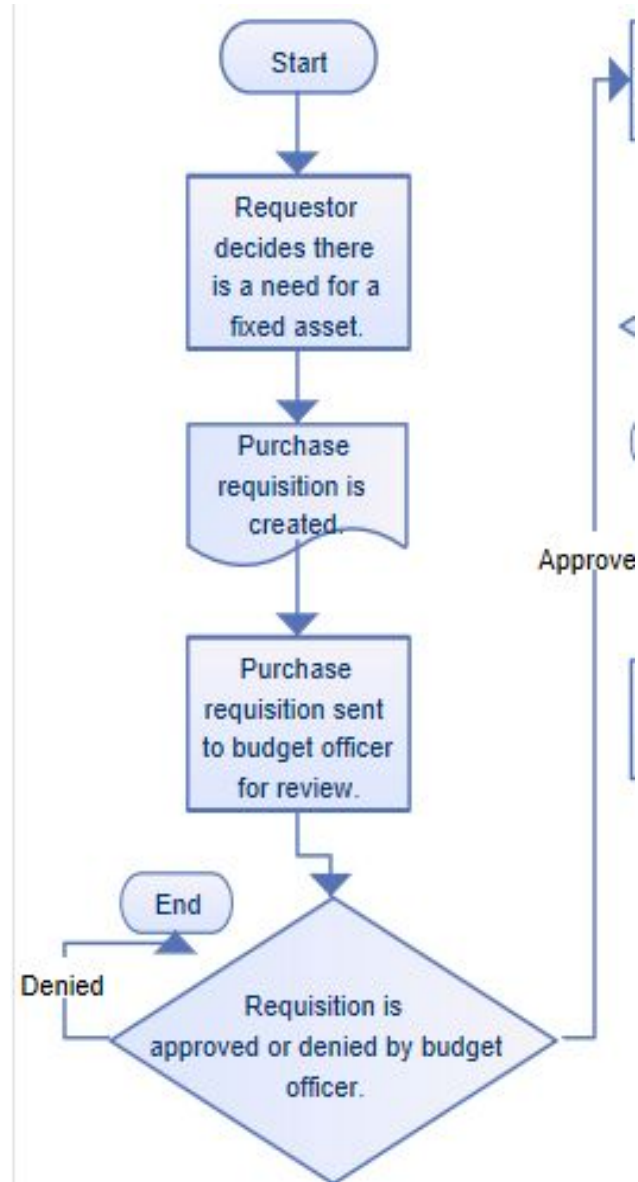 Start
Requestor
decides there
is a need for a
fixed asset.
Purchase
requisition is
created.
Purchase
requisition sent
to budget officer
for review.
End
Denied
Requisition is
approved or denied by budget
officer.
Approve